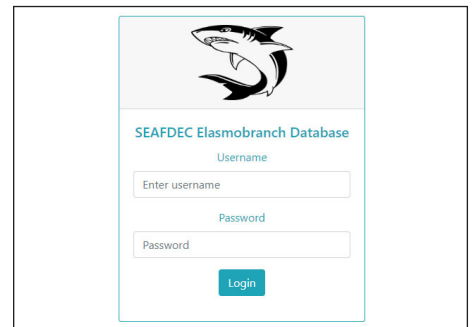 SEAFDEC Elasmobranch Database
Username
Enter username
Password
Password
Login